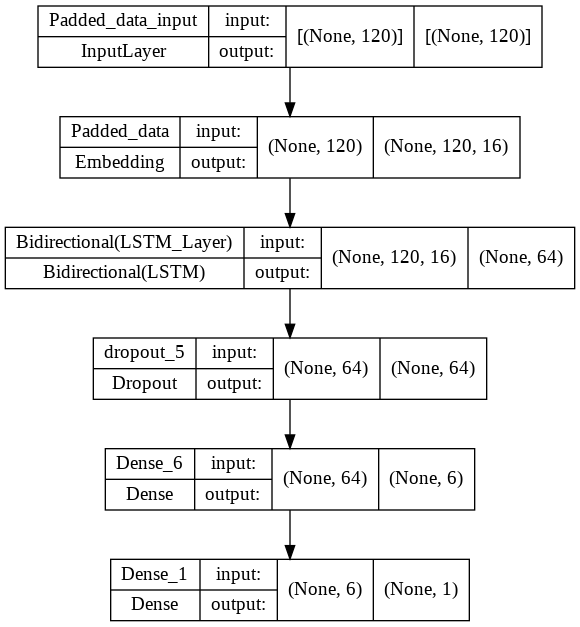 Padded_data_input input: [(None, 120)] [(None, 120)]
InputLayer output:
Padded_data input: (None, 120) (None, 120, 16)
Embedding output:
Bidirectional(LSTM_Layer) input: (None, 120, 16) (None, 64)
Bidirectional(LSTM) output:
dropout_5 input: (None, 64) (None, 64)
Dropout output:
Dense_6 input: (None, 64) (None, 6)
Dense output:
Dense_1 input: (None, 6) (None, 1)
Dense output: